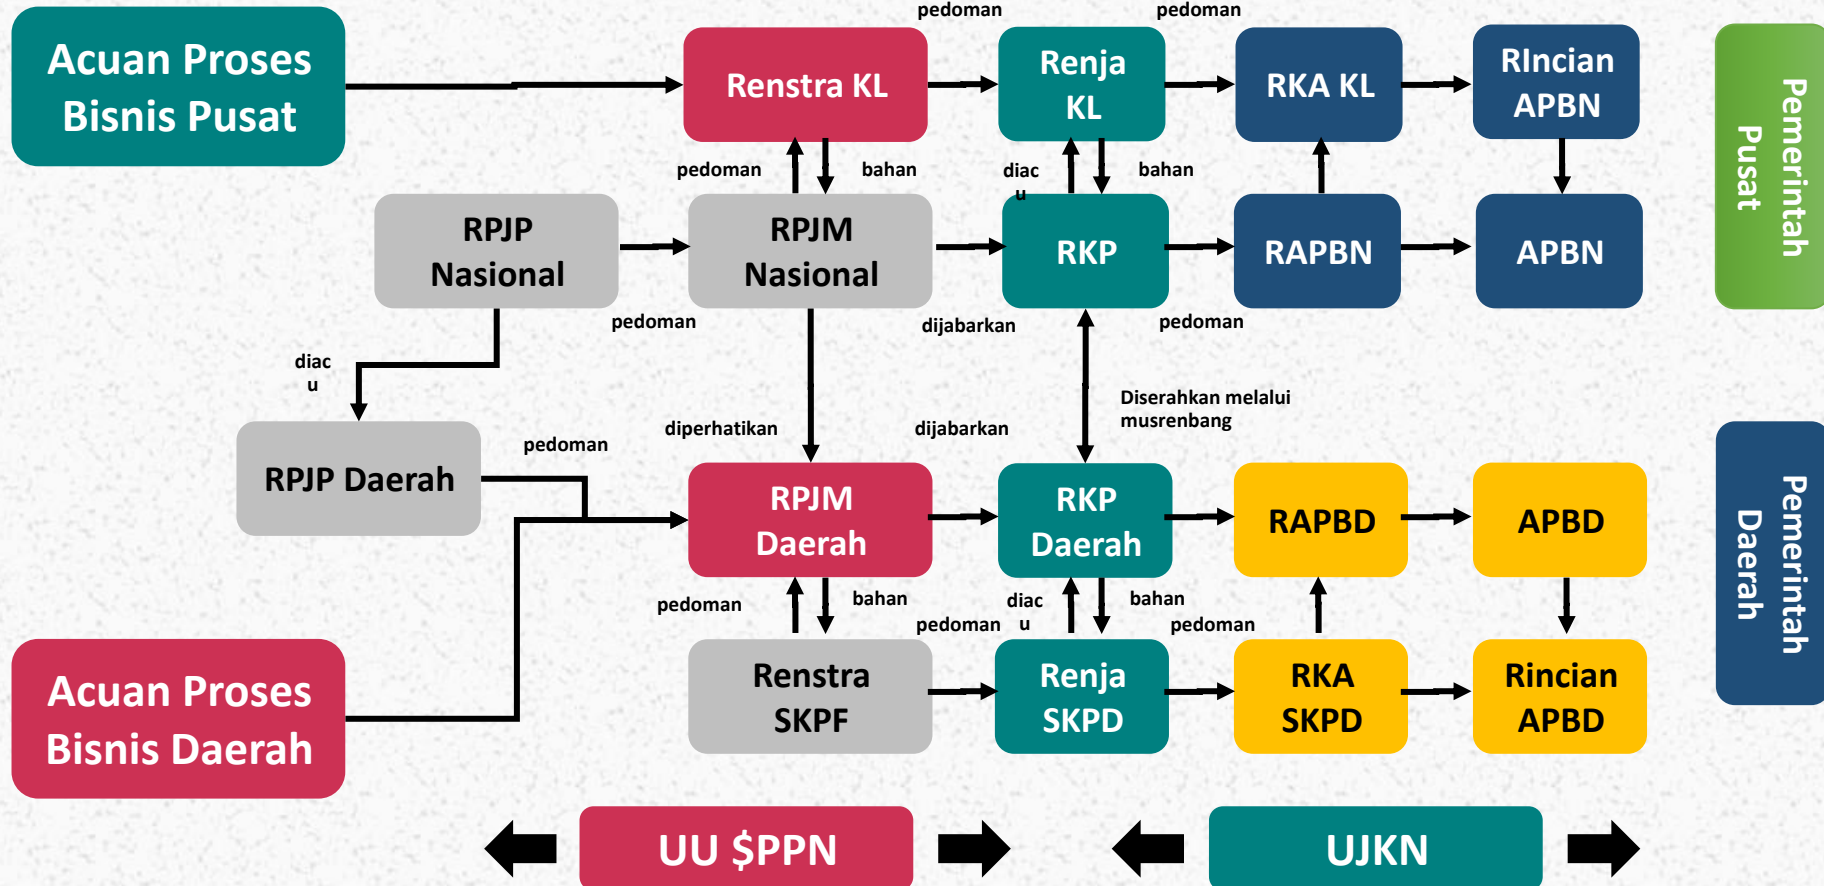 pedoman
pedoman
Acuan Proses
Bisnis Pusat
Renstra KL
Renja
KL
RKA KL
RIncian
APBN
Pemerintah
Pusat
pedoman
bahan
diac
u
bahan
RPJP
Nasional
RPJM
Nasional
RKP
RAPBN
APBN
pedoman
dijabarkan
pedoman
diac
u
Diserahkan melalui
musrenbang
pedoman
diperhatikan
dijabarkan
RPJP Daerah
RPJM
Daerah
RKP
Daerah
RAPBD
APBD
Pemerintah
Daerah
pedoman
bahan
diac
u
bahan
pedoman
pedoman
Acuan Proses
Bisnis Daerah
Renstra
SKPF
Renja
SKPD
RKA
SKPD
Rincian
APBD
UU $PPN
UJKN